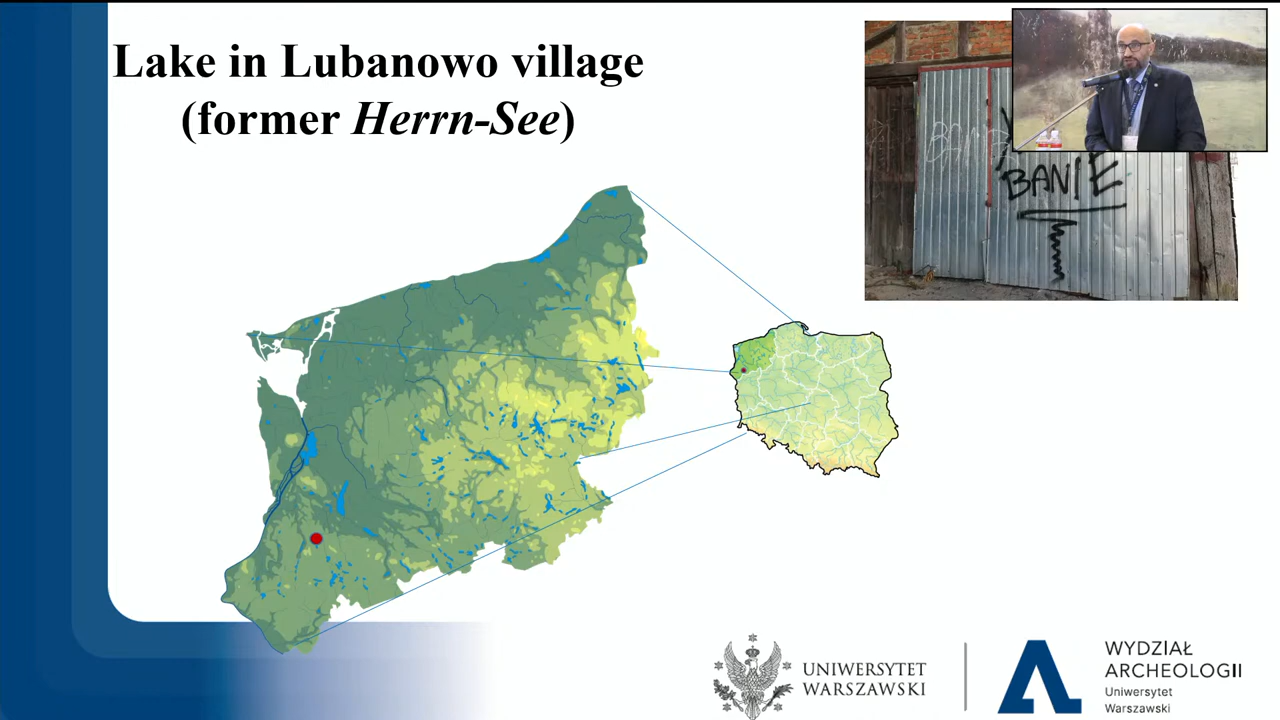 Lake in Lubanowo village
(former Herrn-See)
BANIE
UNIWERSYTET
WARSZAWSKI
WYDZIAŁ
ARCHEOLOGII
Uniwersytet
Warszawski